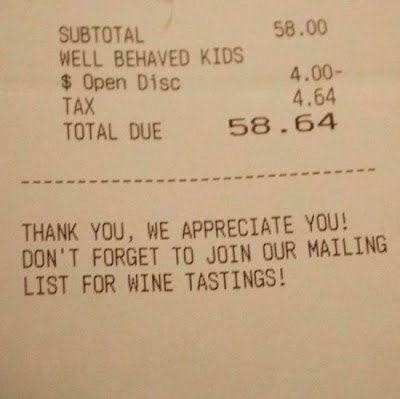 SUBTOTAL 58.00
WELL BEHAVED KIDS
$ Open Disc 4.00-
TAX 4.64
TOTAL DUE 58.64
THANK YOU, WE APPRECIATE YOU!
DON'T FORGET TO JOIN OUR MAILING
LIST FOR WINE TASTINGS!